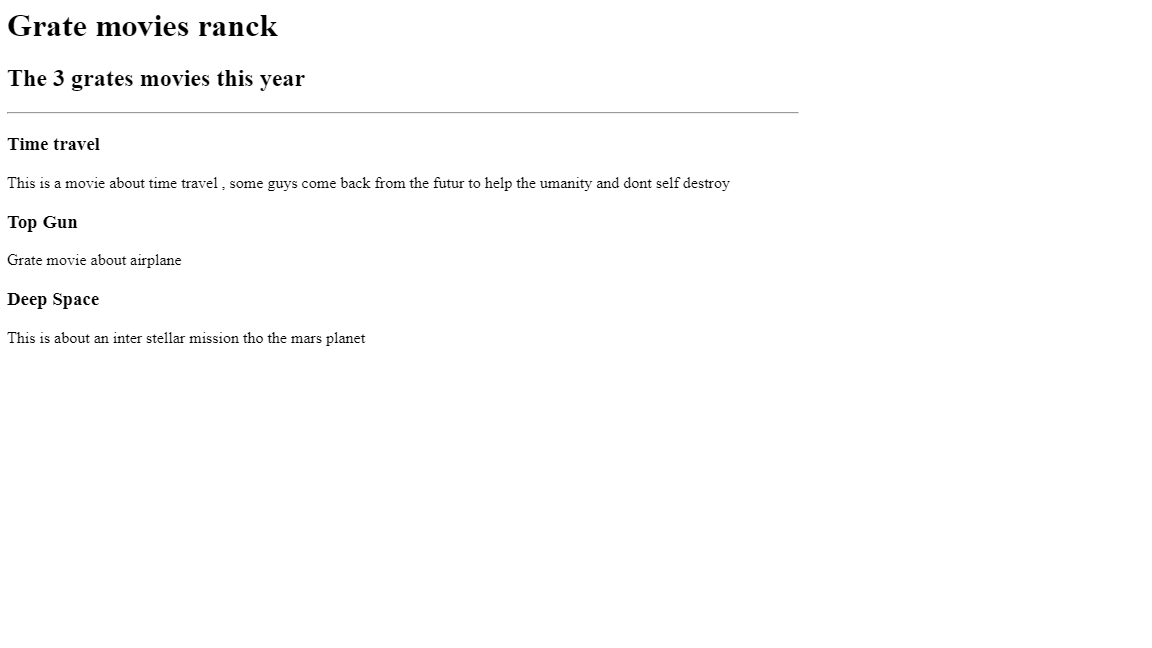 Grate movies ranck
The 3 grates movies this year
Time travel
This is a movie about time travel , some guys come back from the futur to help the umanity and dont self destroy
Top Gun
Grate movie about airplane
Deep Space
This is about an inter stellar mission tho the mars planet